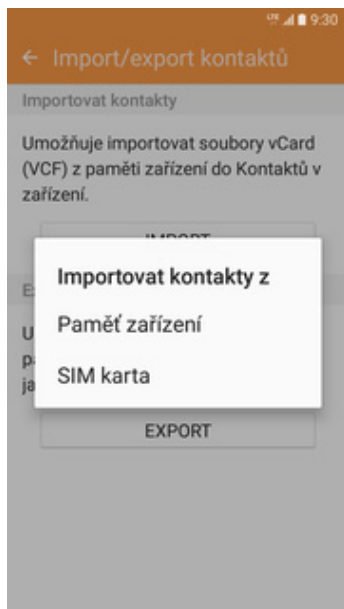 LTE 9:30
Import/export kontaktů
Importovat kontakty
Umožňuje importovat soubory vCard
(VCF) z paměti zařízení do Kontaktů v
zařízení.
Importovat kontakty z
Paměť zařízení
SIM karta
EXPORT